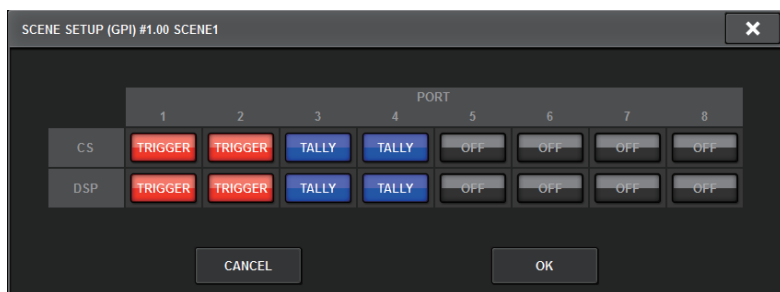 SCENE SETUP (GPI) #1.00 SCENE1
PORT
1 2 3 4 5 6 7 8
CS TRIGGER TRIGGER TALLY TALLY OFF OFF OFF OFF
DSP TRIGGER TRIGGER TALLY TALLY OFF OFF OFF OFF
CANCEL OK